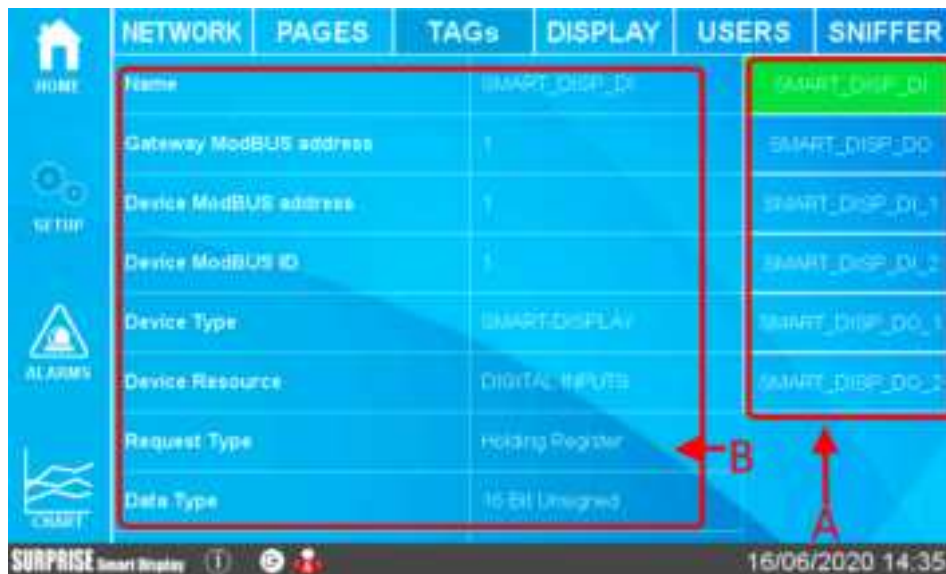 NETWORK PAGES TAGs DISPLAY USERS SNIFFER
HOME
Name SMART_DISP_DI SMART_DISP_DI
Gateway ModBUS address 1 SMART_DISP_DO
SETUP
Device ModBUS address 1 SMART_DISP_DI_1
Device ModBUS ID 1 SMART_DISP_DI_2
Device Type SMART-DISPLAY SMART_DISP_DO_1
ALARMS
Device Resource DIGITAL INPUTS SMART_DISP_DO_2
Request Type Holding Register
B
Data Type 16 Bit Unsigned
CHART
A
SURPRISE Smart Display 16/06/2020 14:35